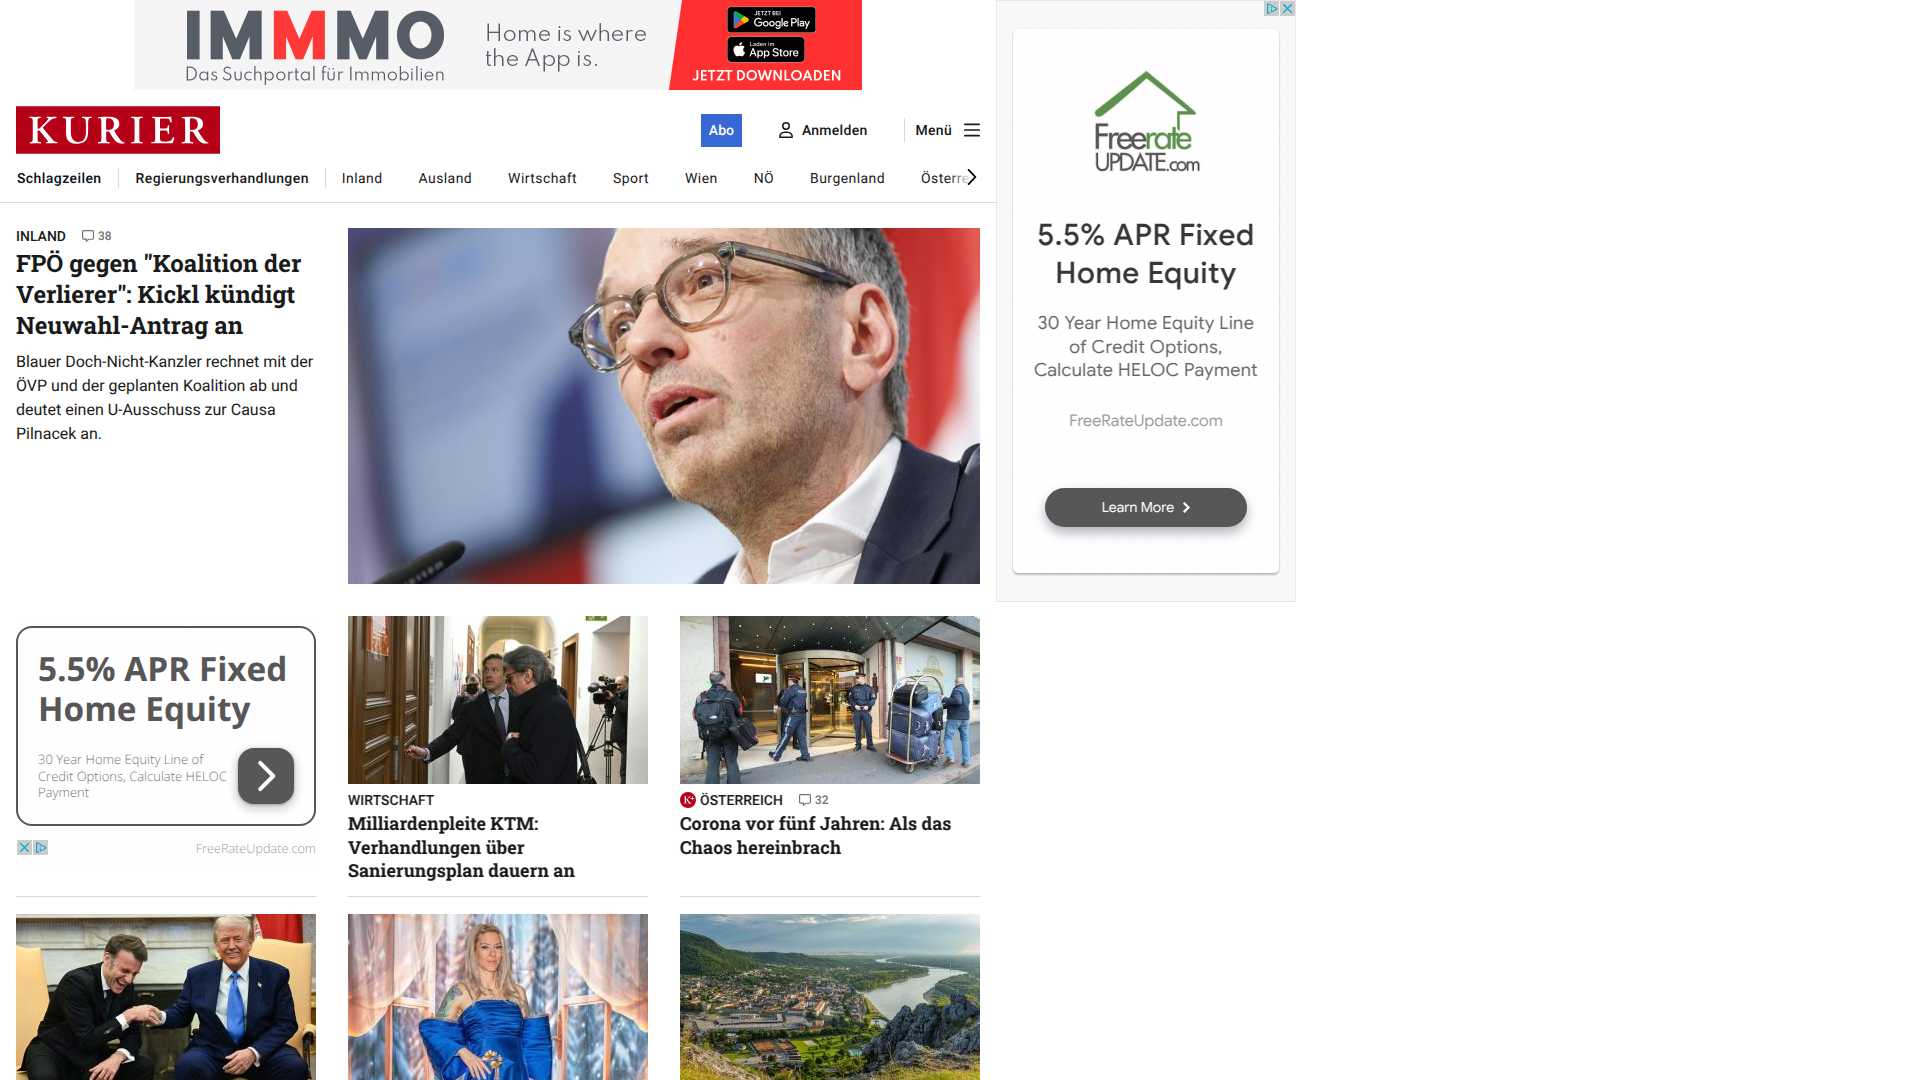 IMMMO
Das Suchportal für Immobilien
Home is where
the App is.
JETZT BEI
Google Play
Laden im
App Store
JETZT DOWNLOADEN
KURIER
Abo
Anmelden
Menü
Schlagzeilen
Regierungsverhandlungen
Inland
Ausland
Wirtschaft
Sport
Wien
NÖ
Burgenland
Österre
INLAND
38
FPÖ gegen "Koalition der
Verlierer": Kickl kündigt
Neuwahl-Antrag an
Blauer Doch-Nicht-Kanzler rechnet mit der
ÖVP und der geplanten Koalition ab und
deutet einen U-Ausschuss zur Causa
Pilnacek an.
Freerate
UPDATE.com
5.5% APR Fixed
Home Equity
30 Year Home Equity Line
of Credit Options,
Calculate HELOC Payment
FreeRateUpdate.com
Learn More
5.5% APR Fixed
Home Equity
30 Year Home Equity Line of
Credit Options, Calculate HELOC
Payment
FreeRateUpdate.com
WIRTSCHAFT
Milliardenpleite KTM:
Verhandlungen über
Sanierungsplan dauern an
K+
ÖSTERREICH
32
Corona vor fünf Jahren: Als das
Chaos hereinbrach